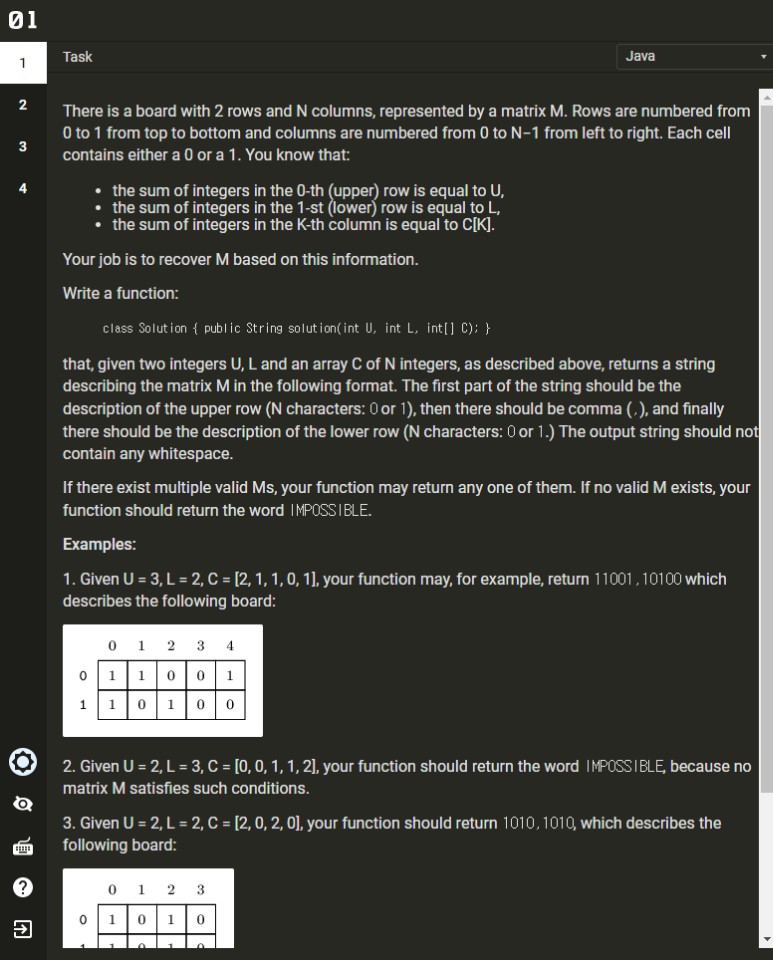 01
1
Task
Java
2
3
4
There is a board with 2 rows and N columns, represented by a matrix M. Rows are numbered from
0 to 1 from top to bottom and columns are numbered from 0 to N−1 from left to right. Each cell
contains either a 0 or a 1. You know that:
• the sum of integers in the 0-th (upper) row is equal to U,
• the sum of integers in the 1-st (lower) row is equal to L,
• the sum of integers in the K-th column is equal to C[K].
Your job is to recover M based on this information.
Write a function:
class Solution { public String solution(int U, int L, int[] C); }
that, given two integers U, L and an array C of N integers, as described above, returns a string
describing the matrix M in the following format. The first part of the string should be the
description of the upper row (N characters: 0 or 1), then there should be comma (,), and finally
there should be the description of the lower row (N characters: 0 or 1.) The output string should not
contain any whitespace.
If there exist multiple valid Ms, your function may return any one of them. If no valid M exists, your
function should return the word IMPOSSIBLE.
Examples:
1. Given U = 3, L = 2, C = [2, 1, 1, 0, 1], your function may, for example, return 11001,10100 which
describes the following board:
0 1 2 3 4
0 1 1 0 0 1
1 1 0 1 0 0
2. Given U = 2, L = 3, C = [0, 0, 1, 1, 2], your function should return the word IMPOSSIBLE, because no
matrix M satisfies such conditions.
3. Given U = 2, L = 2, C = [2, 0, 2, 0], your function should return 1010,1010, which describes the
following board:
0 1 2 3
0 1 0 1 0
1 1 0 1 0